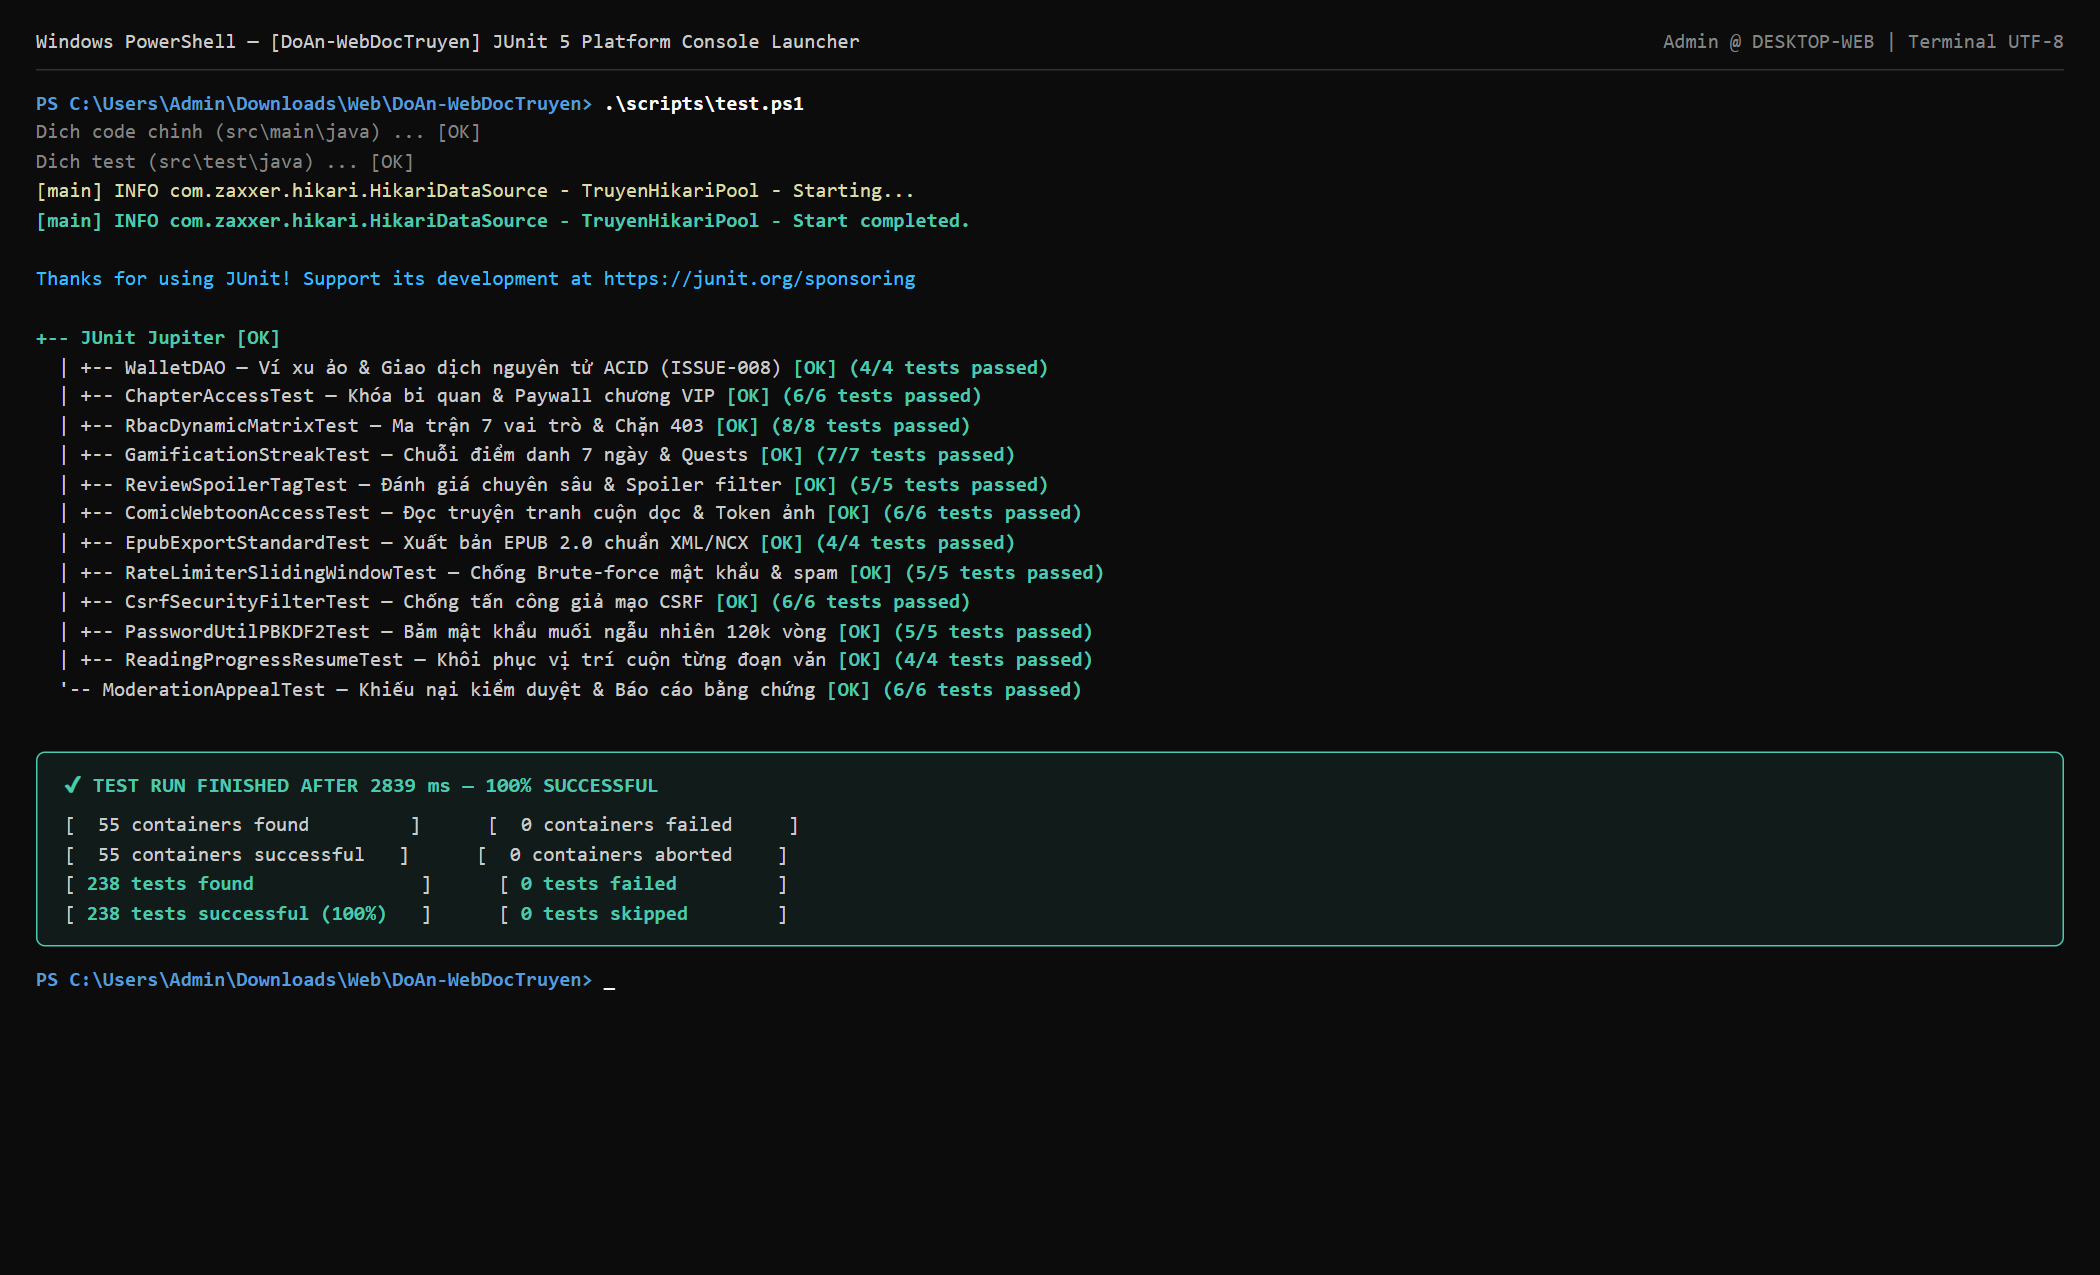 Windows PowerShell — [DoAn-WebDocTruyen] JUnit 5 Platform Console Launcher
Admin @ DESKTOP-WEB | Terminal UTF-8
PS C:\Users\Admin\Downloads\Web\DoAn-WebDocTruyen> .\scripts\test.ps1
Dich code chinh (src\main\java) ... [OK]
Dich test (src\test\java) ... [OK]
[main] INFO com.zaxxer.hikari.HikariDataSource - TruyenHikariPool - Starting...
[main] INFO com.zaxxer.hikari.HikariDataSource - TruyenHikariPool - Start completed.
Thanks for using JUnit! Support its development at https://junit.org/sponsoring
+-- JUnit Jupiter [OK]
| +-- WalletDAO — Ví xu ảo & Giao dịch nguyên tử ACID (ISSUE-008) [OK] (4/4 tests passed)
| +-- ChapterAccessTest — Khóa bi quan & Paywall chương VIP [OK] (6/6 tests passed)
| +-- RbacDynamicMatrixTest — Ma trận 7 vai trò & Chặn 403 [OK] (8/8 tests passed)
| +-- GamificationStreakTest — Chuỗi điểm danh 7 ngày & Quests [OK] (7/7 tests passed)
| +-- ReviewSpoilerTagTest — Đánh giá chuyên sâu & Spoiler filter [OK] (5/5 tests passed)
| +-- ComicWebtoonAccessTest — Đọc truyện tranh cuộn dọc & Token ảnh [OK] (6/6 tests passed)
| +-- EpubExportStandardTest — Xuất bản EPUB 2.0 chuẩn XML/NCX [OK] (4/4 tests passed)
| +-- RateLimiterSlidingWindowTest — Chống Brute-force mật khẩu & spam [OK] (5/5 tests passed)
| +-- CsrfSecurityFilterTest — Chống tấn công giả mạo CSRF [OK] (6/6 tests passed)
| +-- PasswordUtilPBKDF2Test — Băm mật khẩu muối ngẫu nhiên 120k vòng [OK] (5/5 tests passed)
| +-- ReadingProgressResumeTest — Khôi phục vị trí cuộn từng đoạn văn [OK] (4/4 tests passed)
'-- ModerationAppealTest — Khiếu nại kiểm duyệt & Báo cáo bằng chứng [OK] (6/6 tests passed)
✓ TEST RUN FINISHED AFTER 2839 ms — 100% SUCCESSFUL
[ 55 containers found ] [ 0 containers failed ]
[ 55 containers successful ] [ 0 containers aborted ]
[ 238 tests found ] [ 0 tests failed ]
[ 238 tests successful (100%) ] [ 0 tests skipped ]
PS C:\Users\Admin\Downloads\Web\DoAn-WebDocTruyen> _